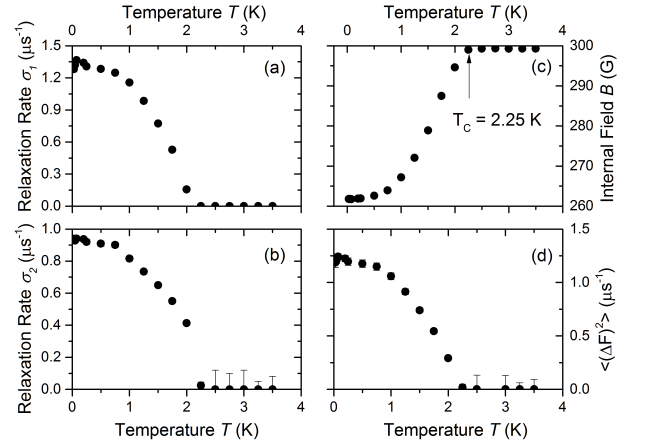 Temperature T (K) Temperature T (K)
0 1 2 3 4 0 1 2 3 4
Relaxation Rate σ1 (μs-1)
1.5
1.2
0.9
0.6
0.3
0.0
(a)
(c)
TC = 2.25 K
300
290
280
270
260
Internal Field B (G)
Relaxation Rate σ2 (μs-1)
1.0
0.8
0.6
0.4
0.2
0.0
(b)
(d)
1.5
1.0
0.5
0.0
<(ΔF)2> (μs-1)
0 1 2 3 4 0 1 2 3 4
Temperature T (K) Temperature T (K)